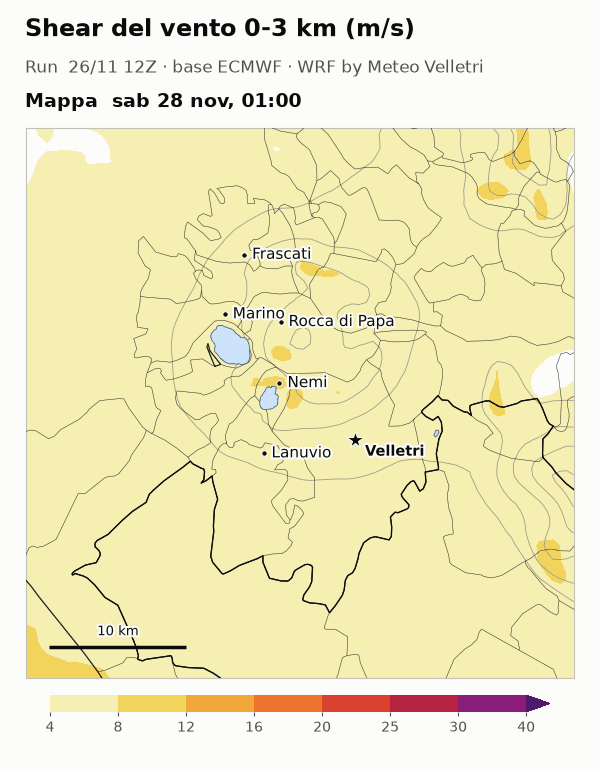 Shear del vento 0-3 km (m/s)
Run  26/11 12Z · base ECMWF · WRF by Meteo Velletri
Mappa  sab 28 nov, 01:00
Frascati
Marino
Rocca di Papa
Nemi
Velletri
Lanuvio
10 km
4 8 12 16 20 25 30 40